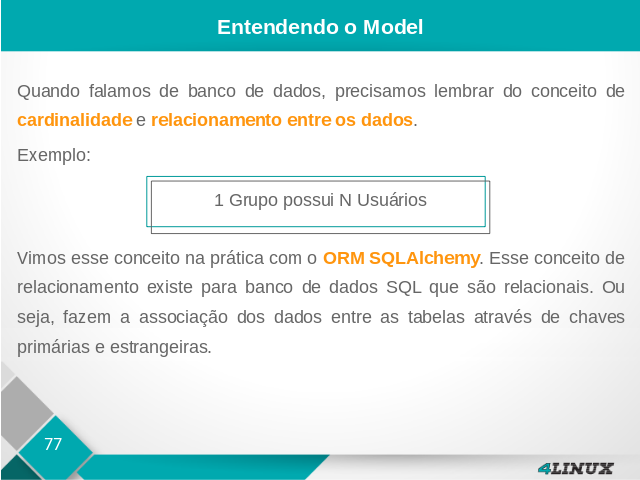 Entendendo o Model
Quando falamos de banco de dados, precisamos lembrar do conceito de
cardinalidade e relacionamento entre os dados.
Exemplo:
1 Grupo possui N Usuários
Vimos esse conceito na prática com o ORM SQLAlchemy. Esse conceito de
relacionamento existe para banco de dados SQL que são relacionais. Ou
seja, fazem a associação dos dados entre as tabelas através de chaves
primárias e estrangeiras.
77
4LINUX